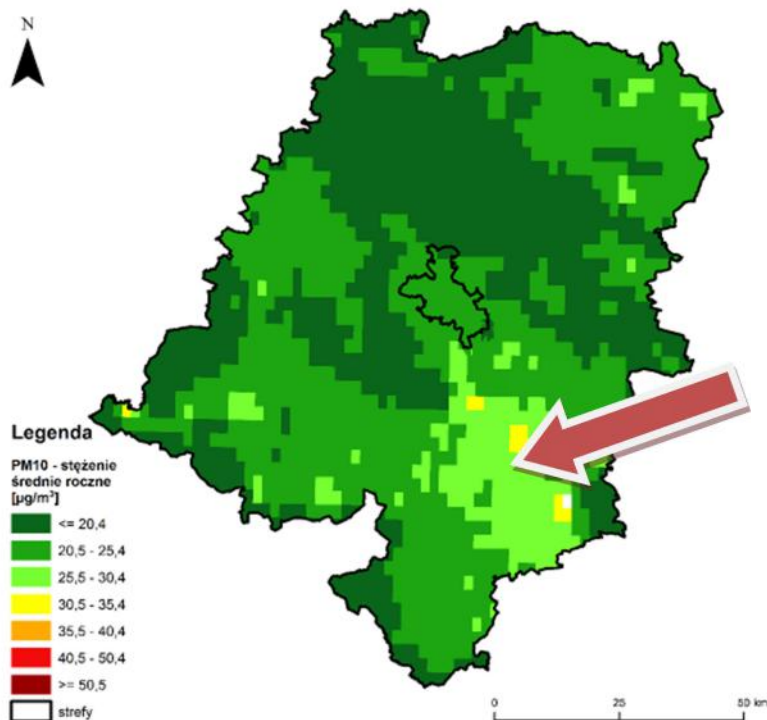 N
Legenda
PM10 - stężenie
średnie roczne
[µg/m³]
<= 20,4
20,5 - 25,4
25,5 - 30,4
30,5 - 35,4
35,5 - 40,4
40,5 - 50,4
>= 50,5
strefy
0 25 50 km